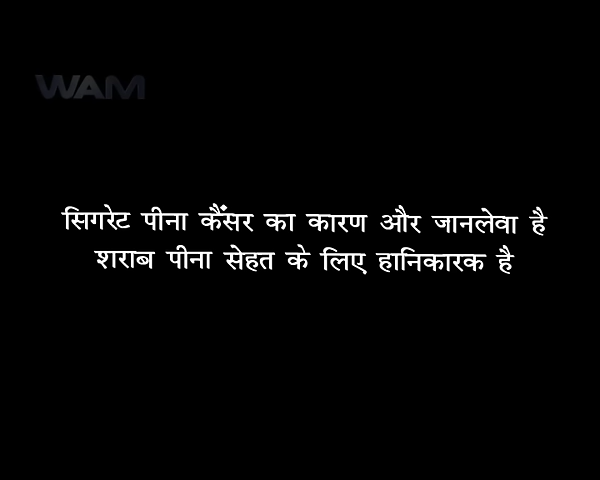 WAM
सिगरेट पीना कैंसर का कारण और जानलेवा है
शराब पीना सेहत के लिए हानिकारक है